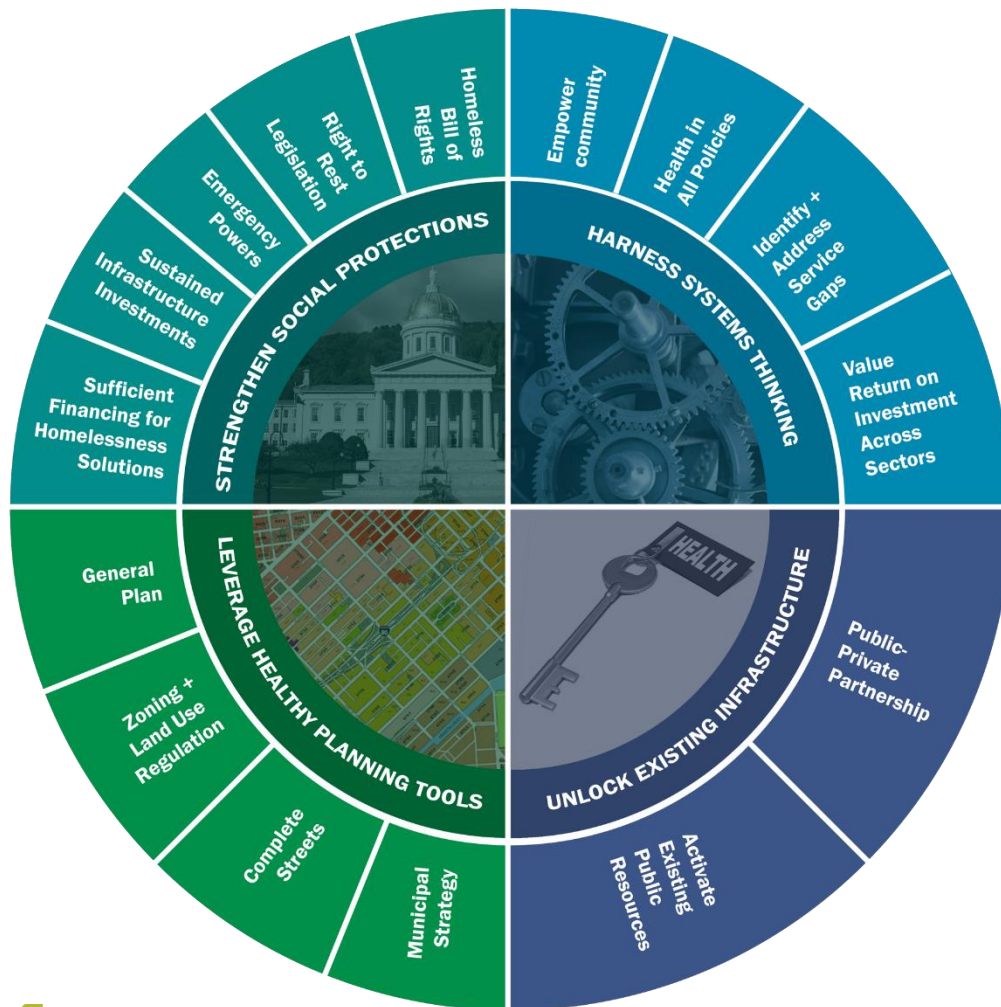 STRENGTHEN SOCIAL PROTECTIONS
Sufficient
Financing for
Homelessness
Solutions
Sustained
Infrastructure
Investments
Emergency
Powers
Right to
Rest
Legislation
Homeless
Bill of
Rights
HARNESS SYSTEMS THINKING
Empower
community
Health in
All Policies
Identify +
Address
Service
Gaps
Value
Return on
Investment
Across
Sectors
UNLOCK EXISTING INFRASTRUCTURE
HEALTH
Public-
Private
Partnership
Activate
Existing
Public
Resources
LEVERAGE HEALTHY PLANNING TOOLS
General
Plan
Zoning +
Land Use
Regulation
Complete
Streets
Municipal
Strategy